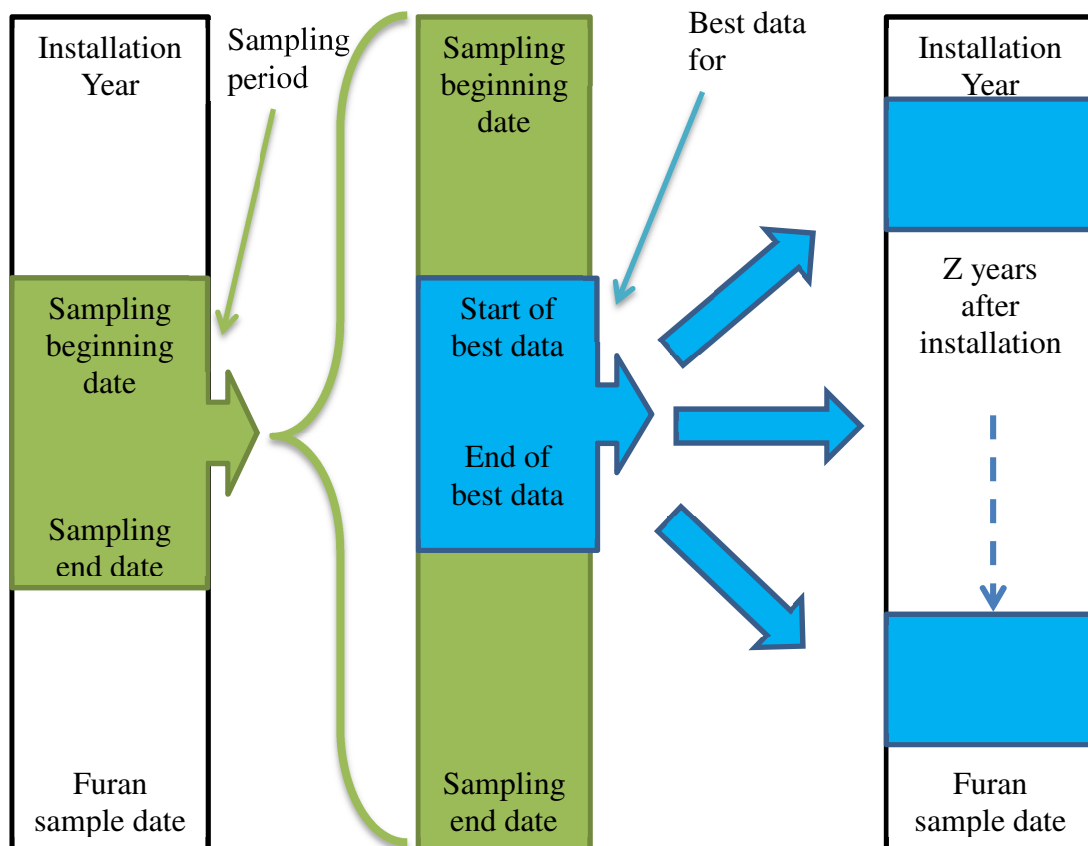 Installation
Year
Sampling
beginning
date
Sampling
end date
Furan
sample date
Sampling
period
Sampling
beginning
date
Start of
best data
End of
best data
Sampling
end date
Best data
for
Installation
Year
Z years
after
installation
Furan
sample date